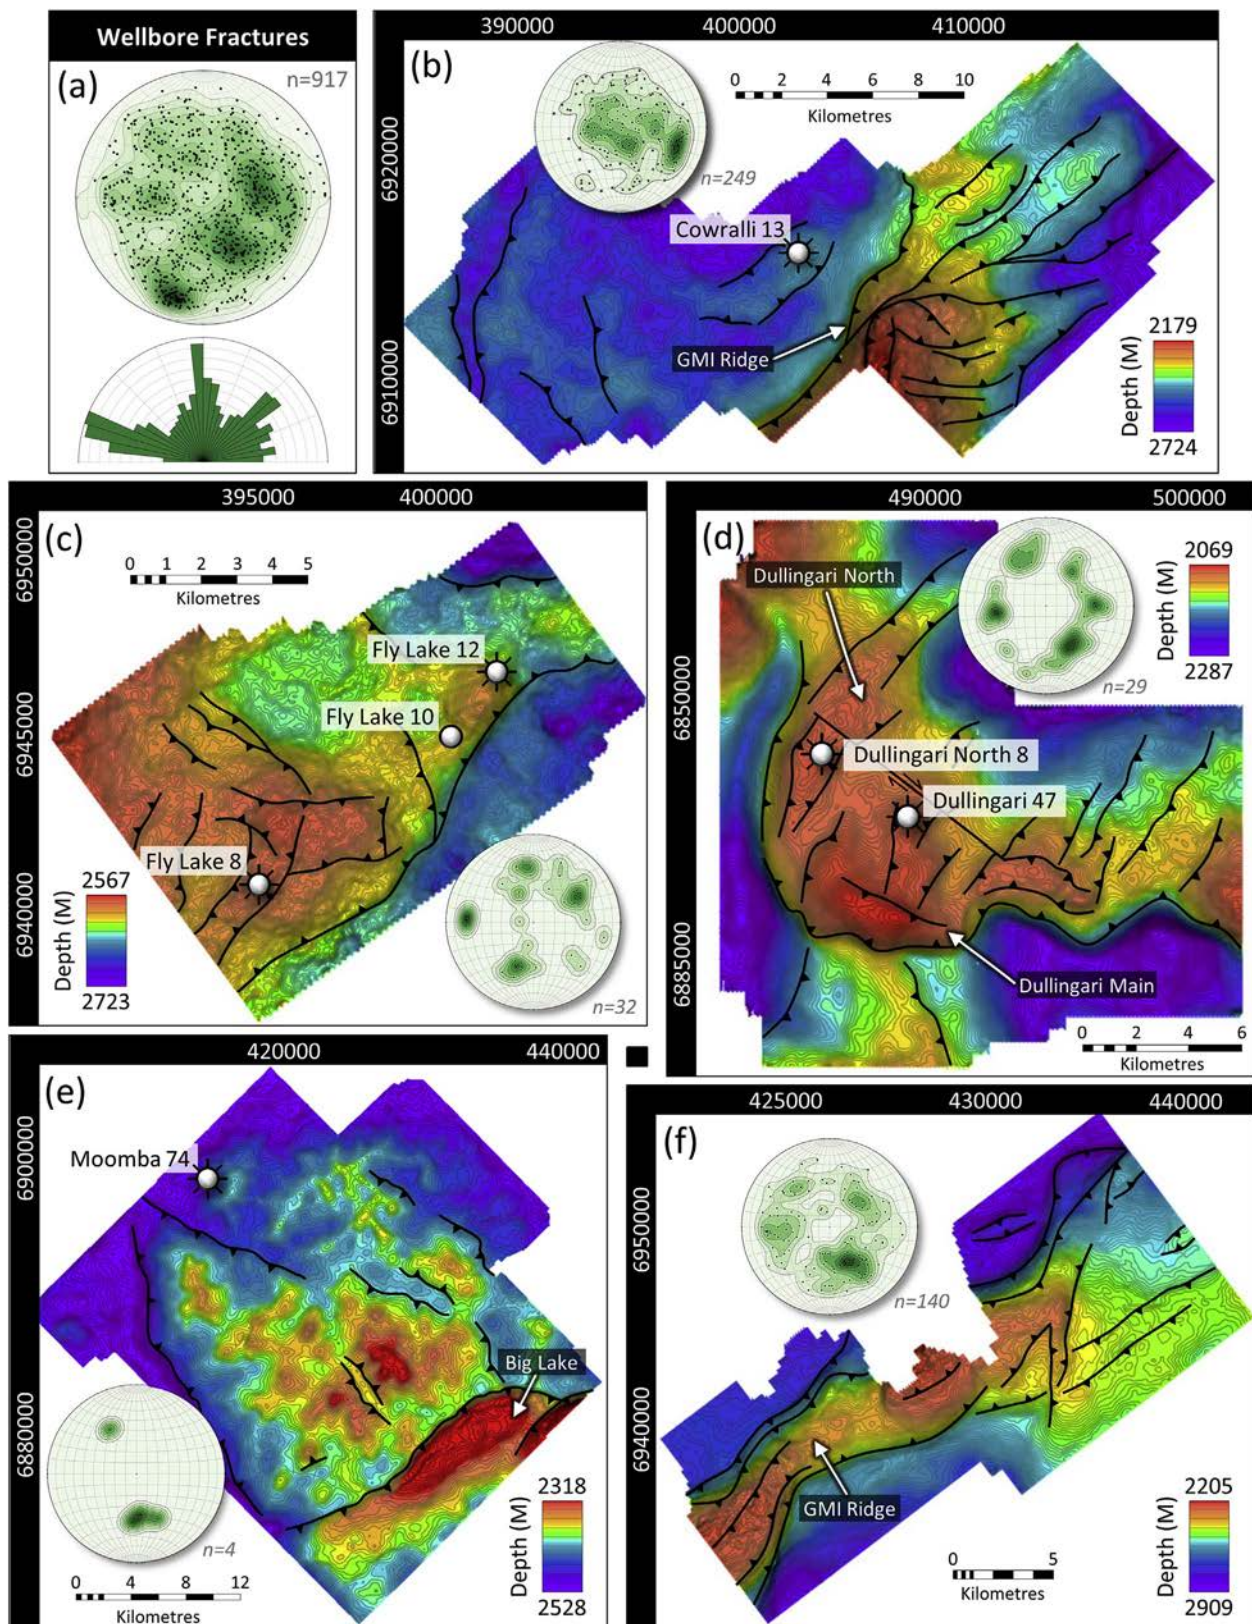 Wellbore Fractures
(a)
n=917
390000 400000 410000
(b)
0 2 4 6 8 10
Kilometres
n=249
6920000
6910000
Cowralli 13
GMI Ridge
Depth (M)
2179
2724
395000 400000
(c)
0 1 2 3 4 5
Kilometres
6950000
6945000
6940000
Fly Lake 12
Fly Lake 10
Fly Lake 8
2567
Depth (M)
2723
n=32
490000 500000
(d)
Dullingari North
2069
Depth (M)
2287
n=29
6850000
6885000
Dullingari North 8
Dullingari 47
Dullingari Main
0 2 4 6
Kilometres
420000 440000
(e)
Moomba 74
6900000
6880000
Big Lake
n=4
0 4 8 12
Kilometres
2318
Depth (M)
2528
425000 430000 440000
(f)
n=140
6950000
6940000
GMI Ridge
0 5
Kilometres
2205
Depth (M)
2909